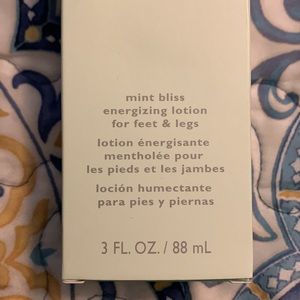 mint bliss
energizing lotion
for feet & legs
lotion énergisante
mentholée pour
les pieds et les jambes
loción humectante
para pies y piernas
3 FL. OZ. / 88 mL